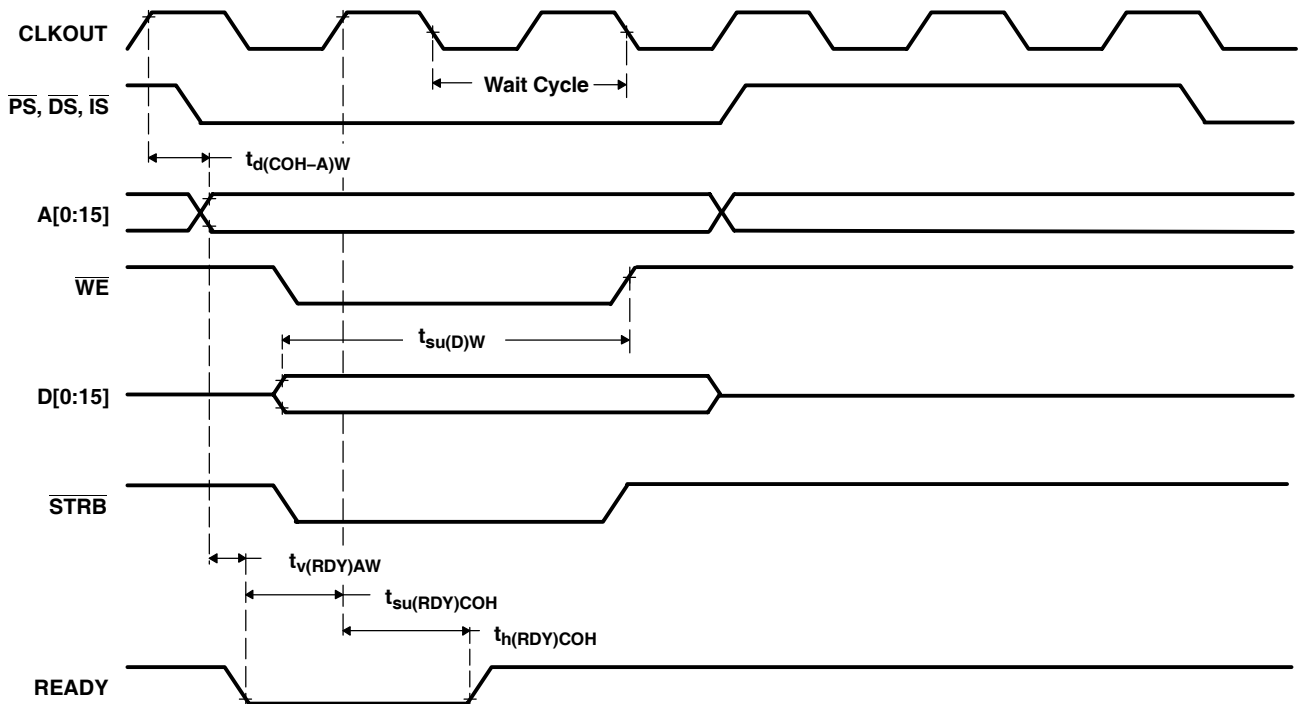 CLKOUT
Wait Cycle
PS, DS, IS
td(COH–A)W
A[0:15]
WE
tsu(D)W
D[0:15]
STRB
tv(RDY)AW
tsu(RDY)COH
th(RDY)COH
READY